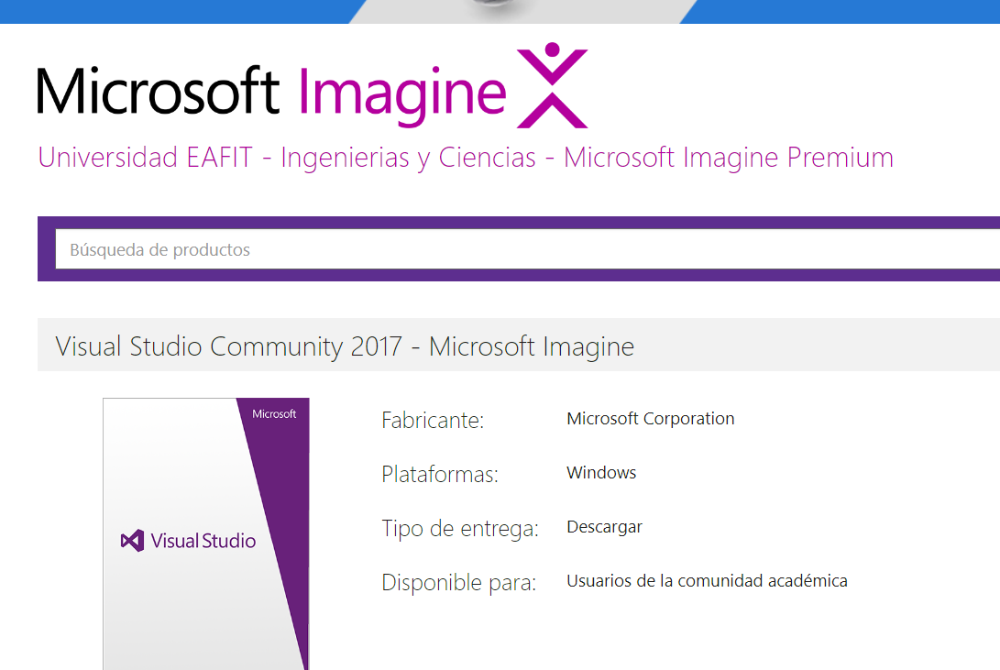 Microsoft Imagine
Universidad EAFIT - Ingenierias y Ciencias - Microsoft Imagine Premium
Búsqueda de productos
Visual Studio Community 2017 - Microsoft Imagine
Microsoft
Visual Studio
Fabricante: Microsoft Corporation
Plataformas: Windows
Tipo de entrega: Descargar
Disponible para: Usuarios de la comunidad académica